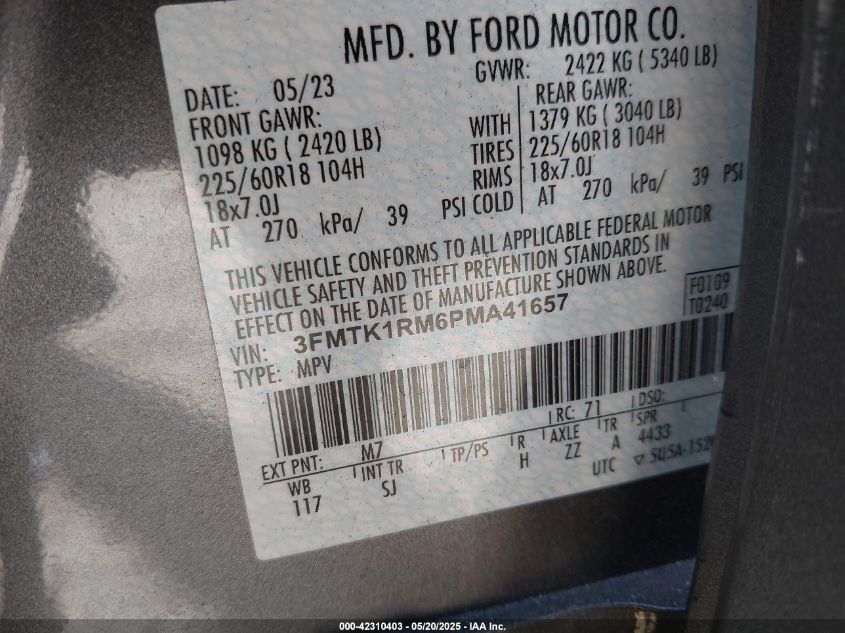 MFD. BY FORD MOTOR CO.
DATE: 05/23 GVWR: 2422 KG ( 5340 LB)
FRONT GAWR: REAR GAWR:
1098 KG ( 2420 LB) WITH 1379 KG ( 3040 LB)
225/60R18 104H TIRES 225/60R18 104H
18x7.0J RIMS 18x7.0J
AT 270 kPa/ 39 PSI COLD AT 270 kPa/ 39 PSI
THIS VEHICLE CONFORMS TO ALL APPLICABLE FEDERAL MOTOR
VEHICLE SAFETY AND THEFT PREVENTION STANDARDS IN
EFFECT ON THE DATE OF MANUFACTURE SHOWN ABOVE.
VIN: 3FMTK1RM6PMA41657 F0109
TYPE: MPV T0240
EXT PNT: M7 RC: 71 DSO:
WB INT TR TP/PS R AXLE TR SPR
117 SJ H ZZ A 4433
UTC ▽ SU5A-152
000-42310403 — 05/20/2025 — IAA Inc.